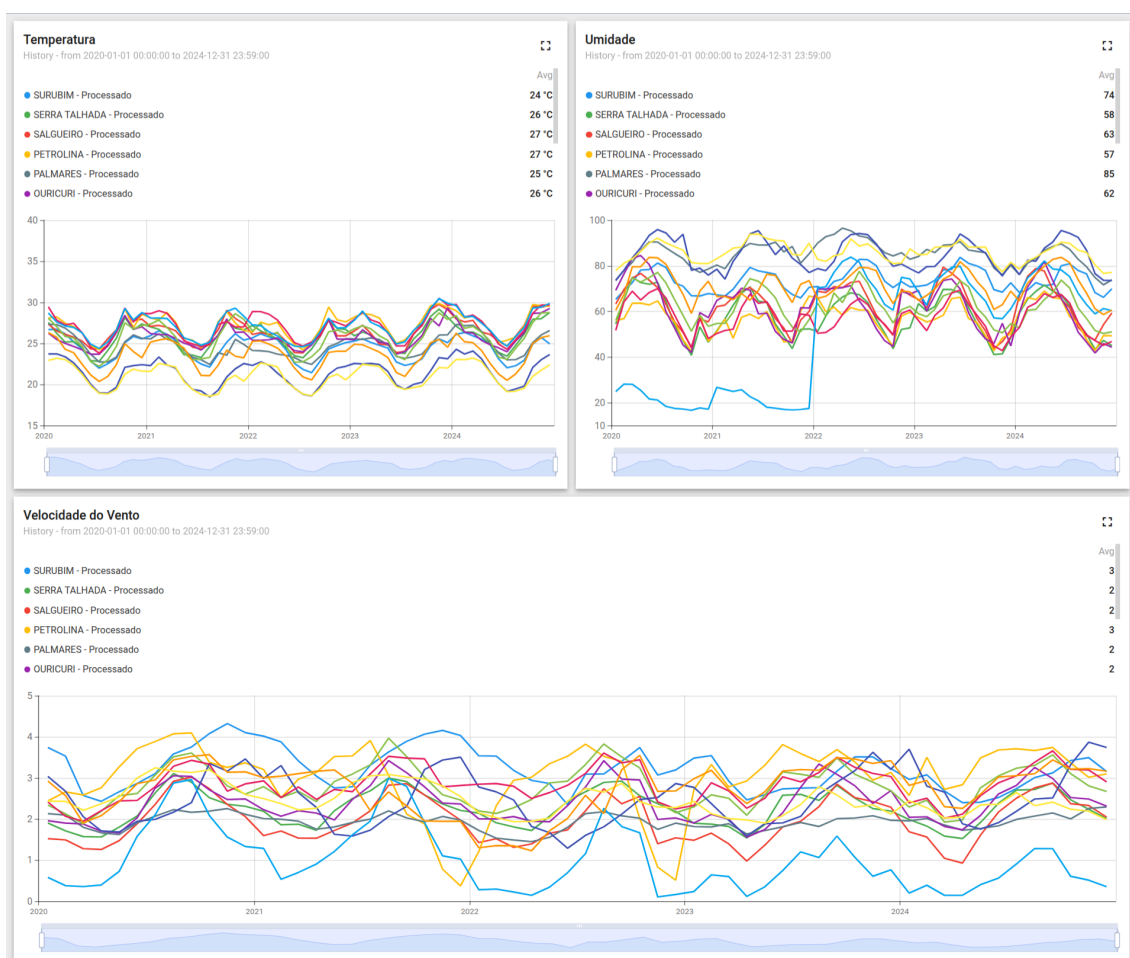 Temperatura
History - from 2020-01-01 00:00:00 to 2024-12-31 23:59:00
Avg
SURUBIM - Processado 24 °C
SERRA TALHADA - Processado 26 °C
SALGUEIRO - Processado 27 °C
PETROLINA - Processado 27 °C
PALMARES - Processado 25 °C
OURICURI - Processado 26 °C
40
35
30
25
20
15
2020 2021 2022 2023 2024
Umidade
History - from 2020-01-01 00:00:00 to 2024-12-31 23:59:00
Avg
SURUBIM - Processado 74
SERRA TALHADA - Processado 58
SALGUEIRO - Processado 63
PETROLINA - Processado 57
PALMARES - Processado 85
OURICURI - Processado 62
100
80
60
40
20
10
2020 2021 2022 2023 2024
Velocidade do Vento
History - from 2020-01-01 00:00:00 to 2024-12-31 23:59:00
Avg
SURUBIM - Processado 3
SERRA TALHADA - Processado 2
SALGUEIRO - Processado 2
PETROLINA - Processado 3
PALMARES - Processado 2
OURICURI - Processado 2
5
4
3
2
1
0
2020 2021 2022 2023 2024